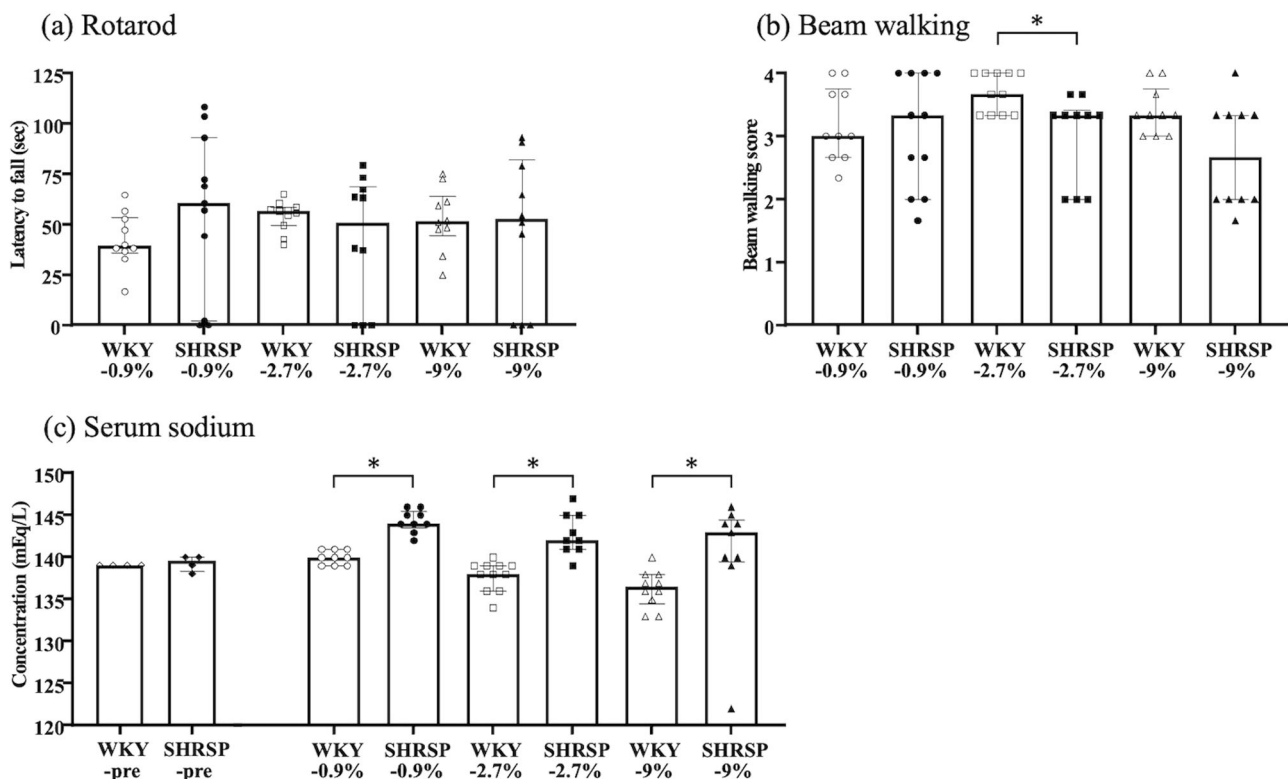 (a) Rotarod
Latency to fall (sec)
125
100
75
50
25
0
WKY SHRSP WKY SHRSP WKY SHRSP
-0.9% -0.9% -2.7% -2.7% -9% -9%
(b) Beam walking
*
Beam walking score
4
3
2
1
0
WKY SHRSP WKY SHRSP WKY SHRSP
-0.9% -0.9% -2.7% -2.7% -9% -9%
(c) Serum sodium
* * *
Concentration (mEq/L)
150
145
140
135
130
125
120
WKY SHRSP WKY SHRSP WKY SHRSP WKY SHRSP
-pre -pre -0.9% -0.9% -2.7% -2.7% -9% -9%